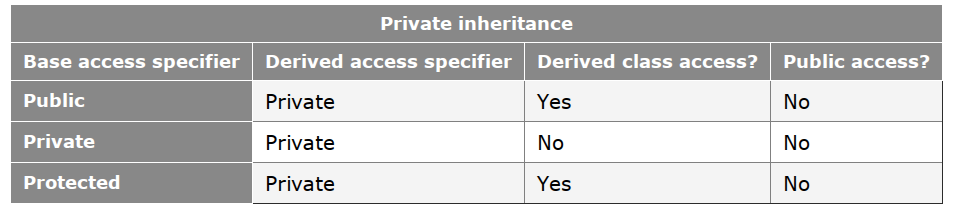 Private inheritance
Base access specifier Derived access specifier Derived class access? Public access?
Public Private Yes No
Private Private No No
Protected Private Yes No